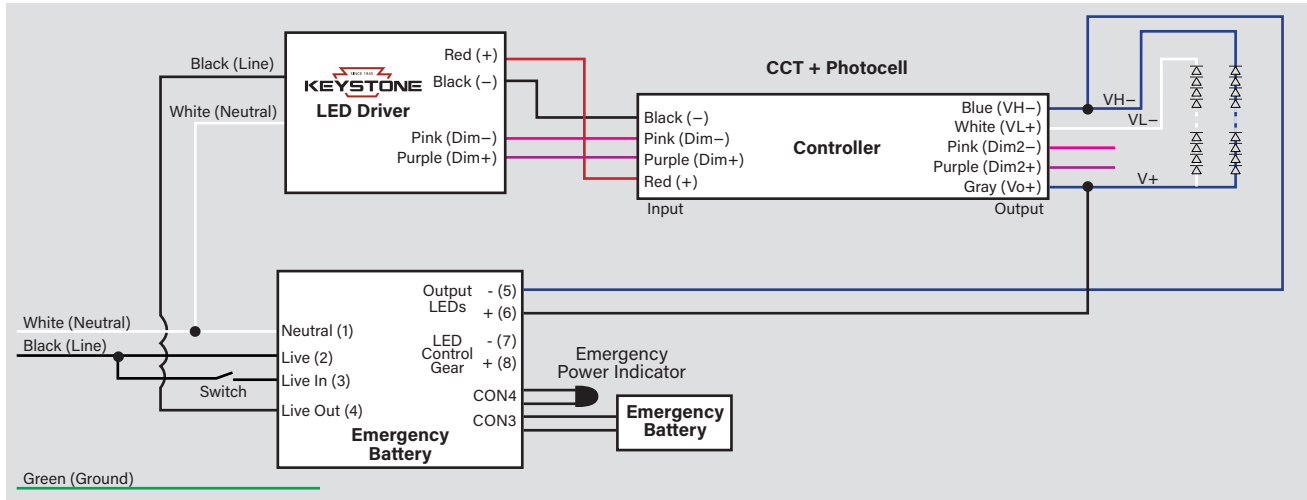 Black (Line)
White (Neutral)
SINCE 1945
KEYSTONE
LED Driver
Red (+)
Black (–)
Pink (Dim–)
Purple (Dim+)
CCT + Photocell
Black (–)
Pink (Dim–)
Purple (Dim+)
Red (+)
Controller
Blue (VH–)
White (VL+)
Pink (Dim2–)
Purple (Dim2+)
Gray (Vo+)
Input
Output
VH–
VL–
V+
White (Neutral)
Black (Line)
Switch
Green (Ground)
Neutral (1)
Live (2)
Live In (3)
Live Out (4)
Output
LEDs
- (5)
+ (6)
LED
Control
Gear
- (7)
+ (8)
CON4
CON3
Emergency
Battery
Emergency
Power Indicator
Emergency
Battery